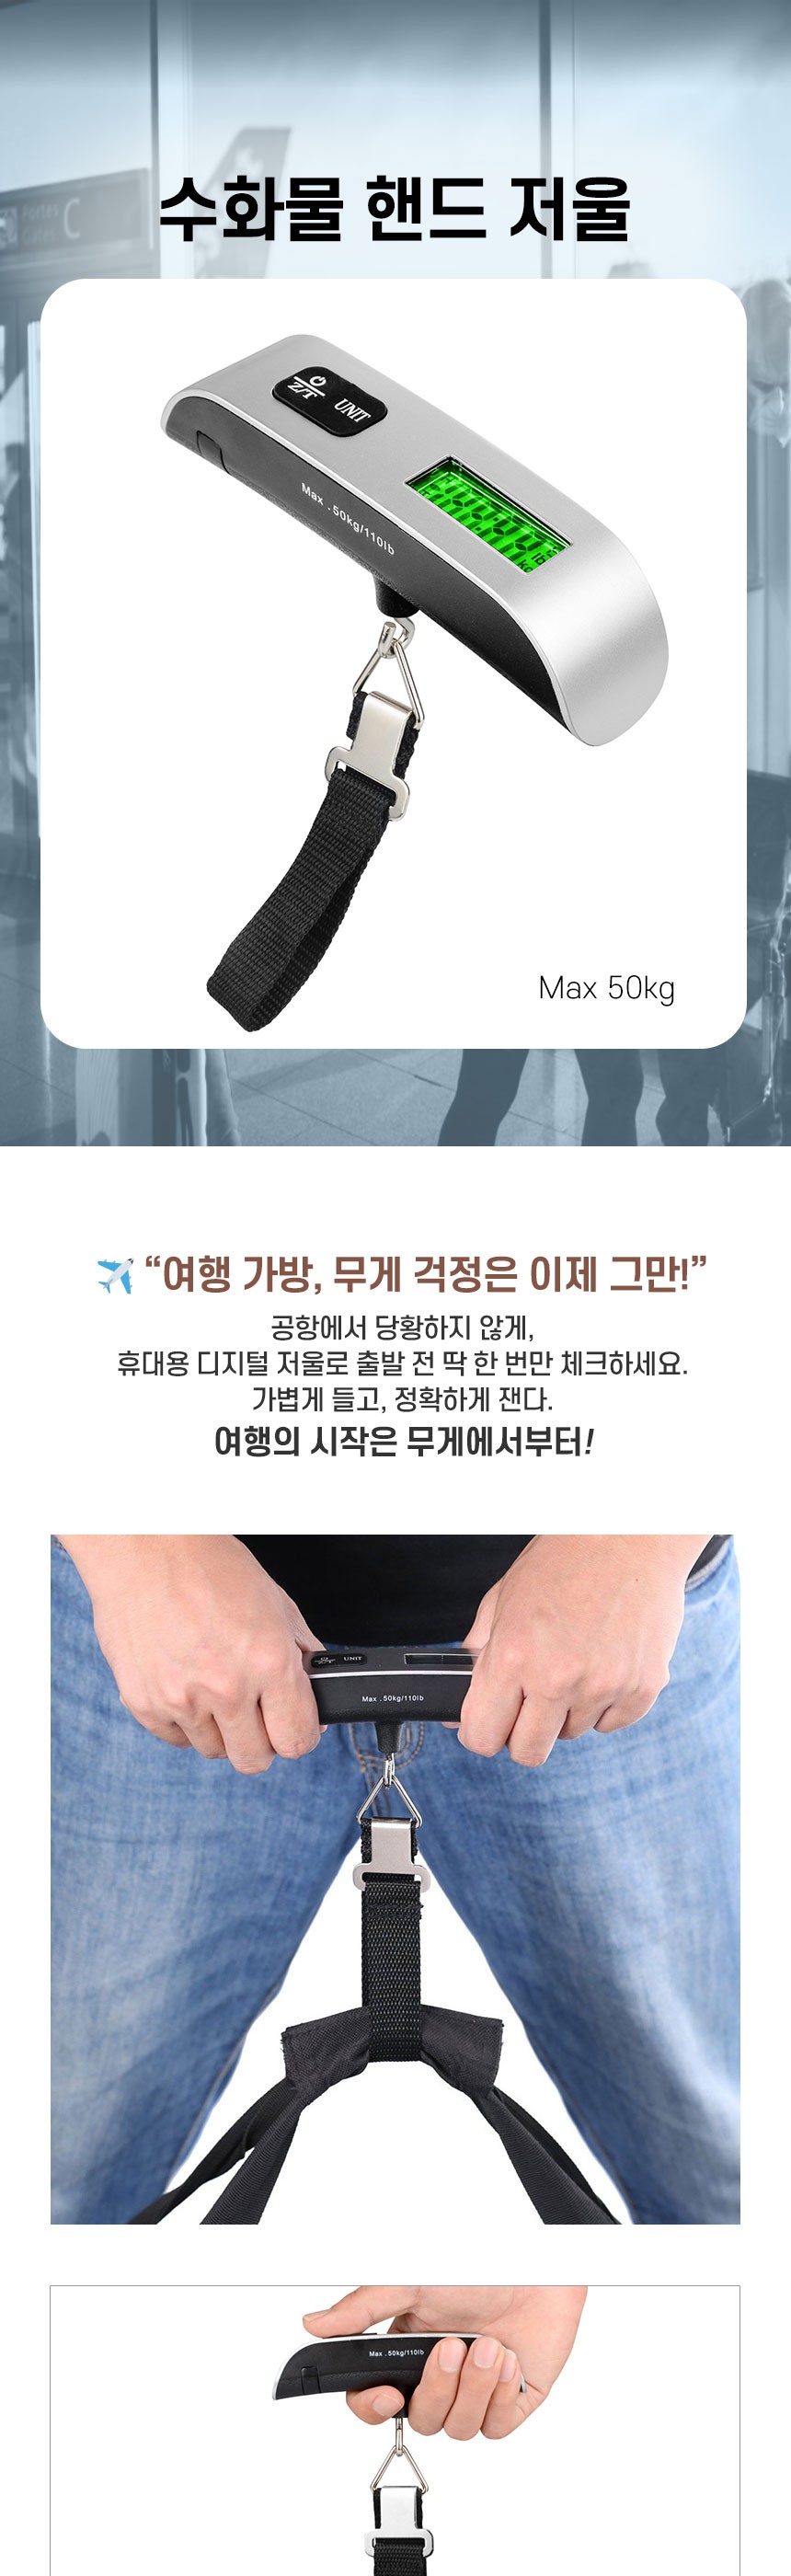 Portes
Gates C
수화물 핸드 저울
Z/T UNIT
Max . 50kg/110lb
Max 50kg
“여행 가방, 무게 걱정은 이제 그만!”
공항에서 당황하지 않게,
휴대용 디지털 저울로 출발 전 딱 한 번만 체크하세요.
가볍게 들고, 정확하게 잰다.
여행의 시작은 무게에서부터!
Z/T UNIT
Max . 50kg/110lb
Max . 50kg/110lb